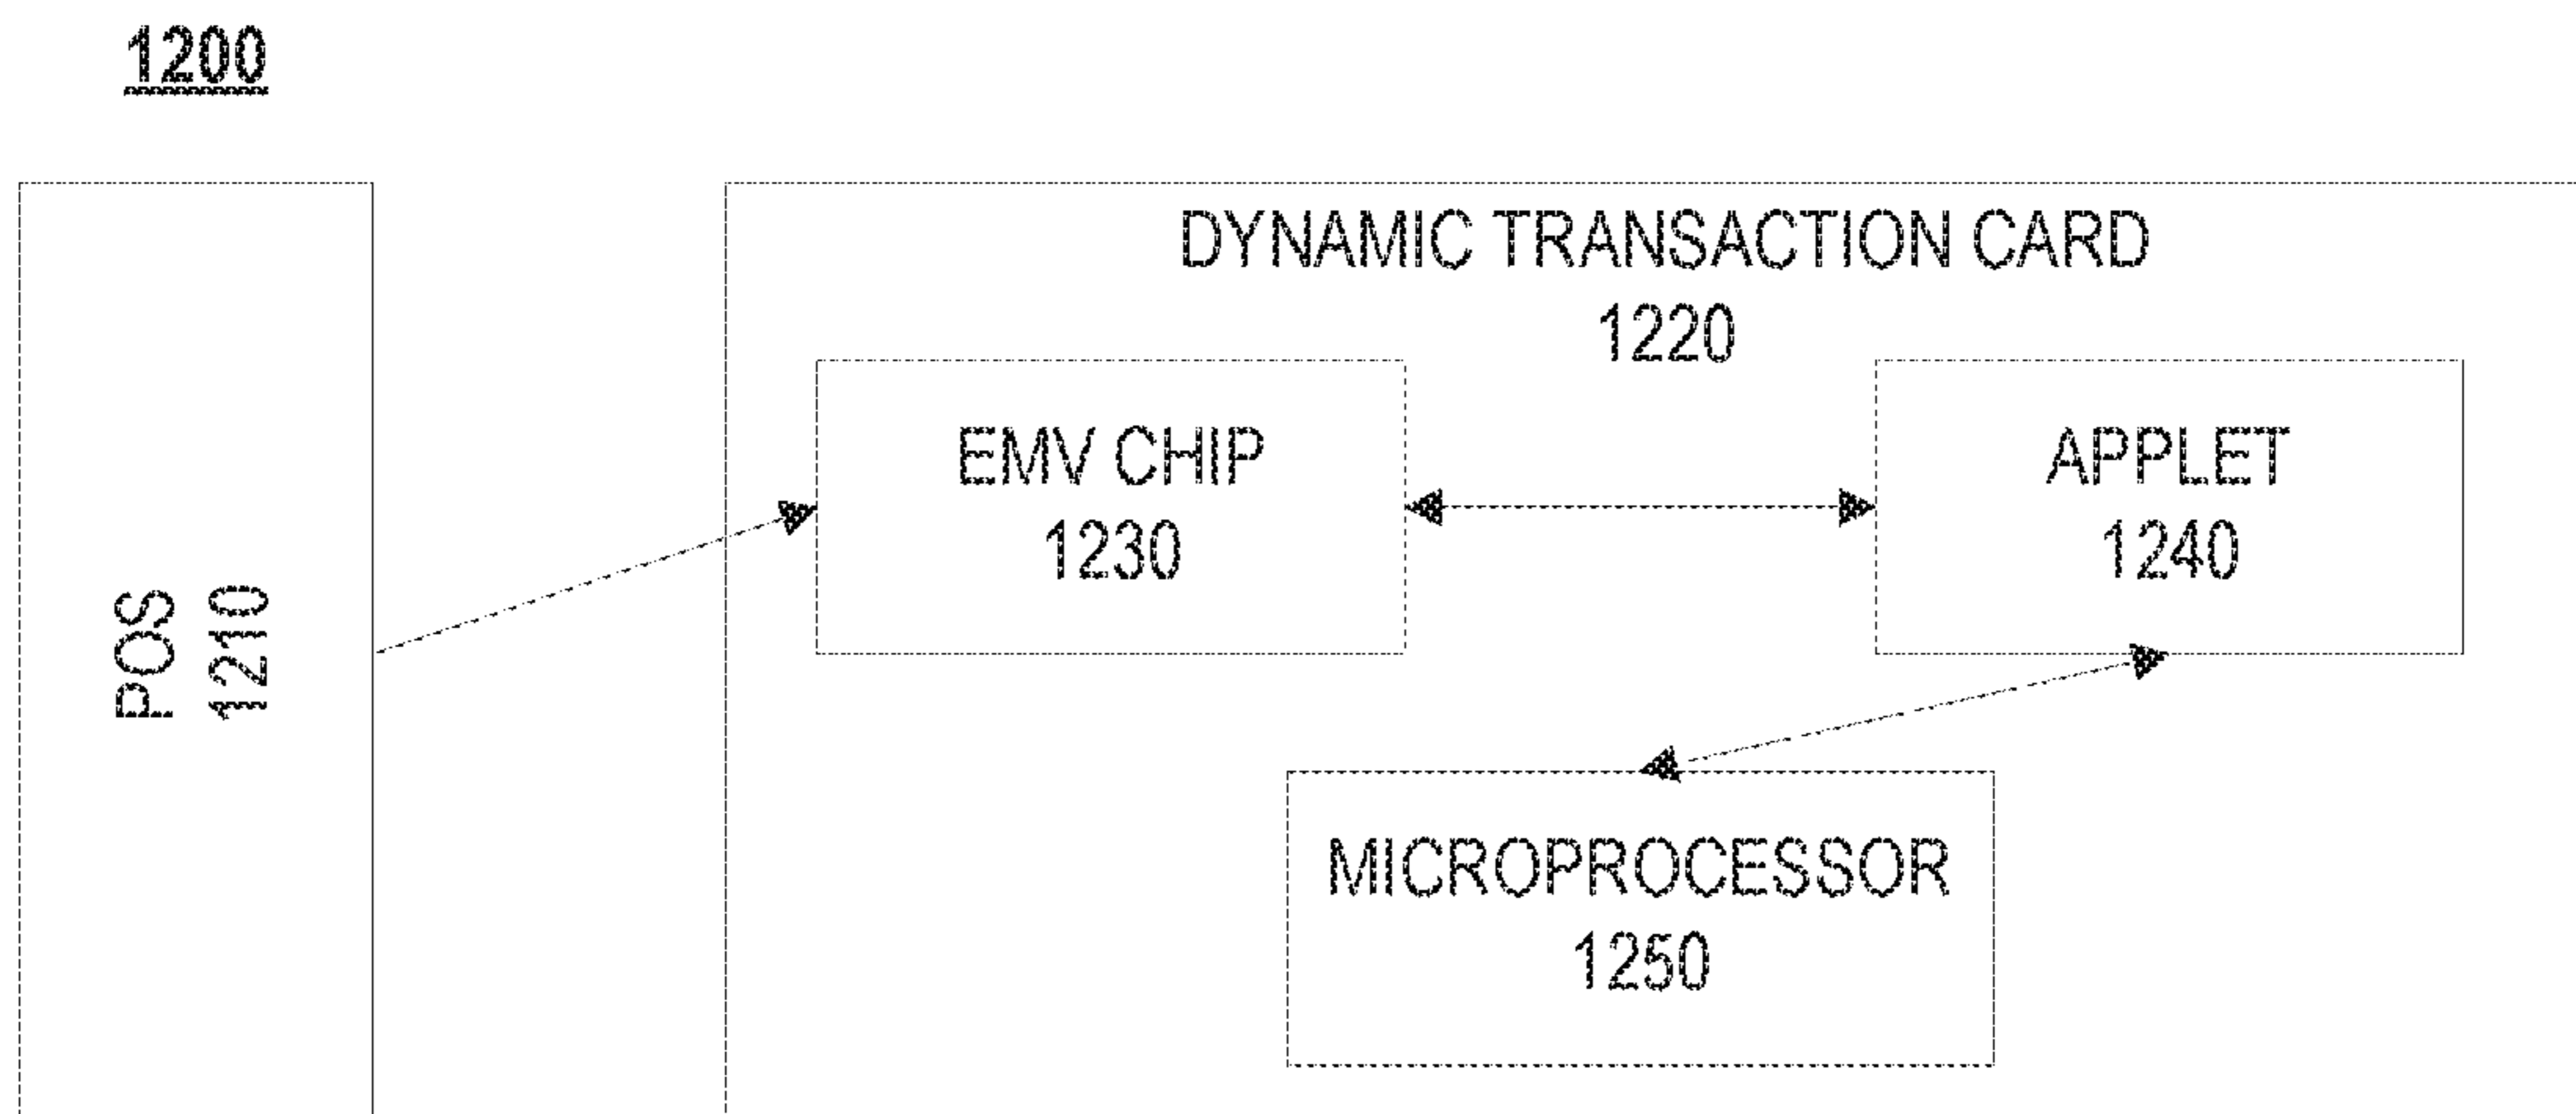 1200
POS
1210
DYNAMIC TRANSACTION CARD
1220
EMV CHIP
1230
APPLET
1240
MICROPROCESSOR
1250